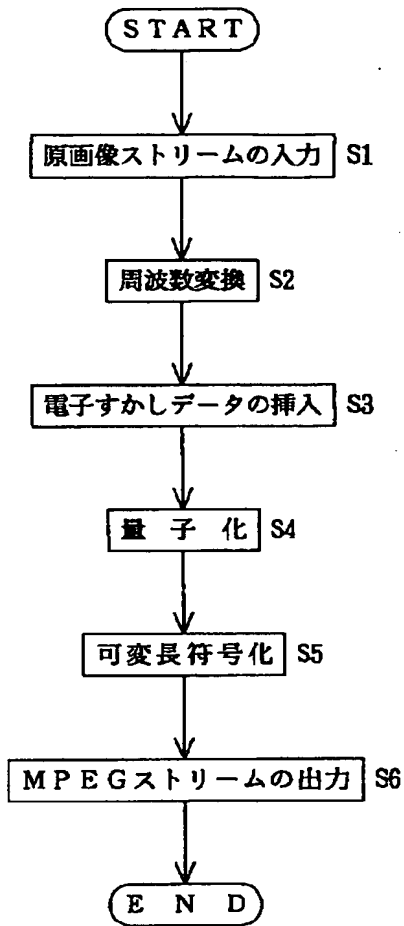 START
原画像ストリームの入力 S1
周波数変換 S2
電子すかしデータの挿入 S3
量子化 S4
可変長符号化 S5
MPEGストリームの出力 S6
END